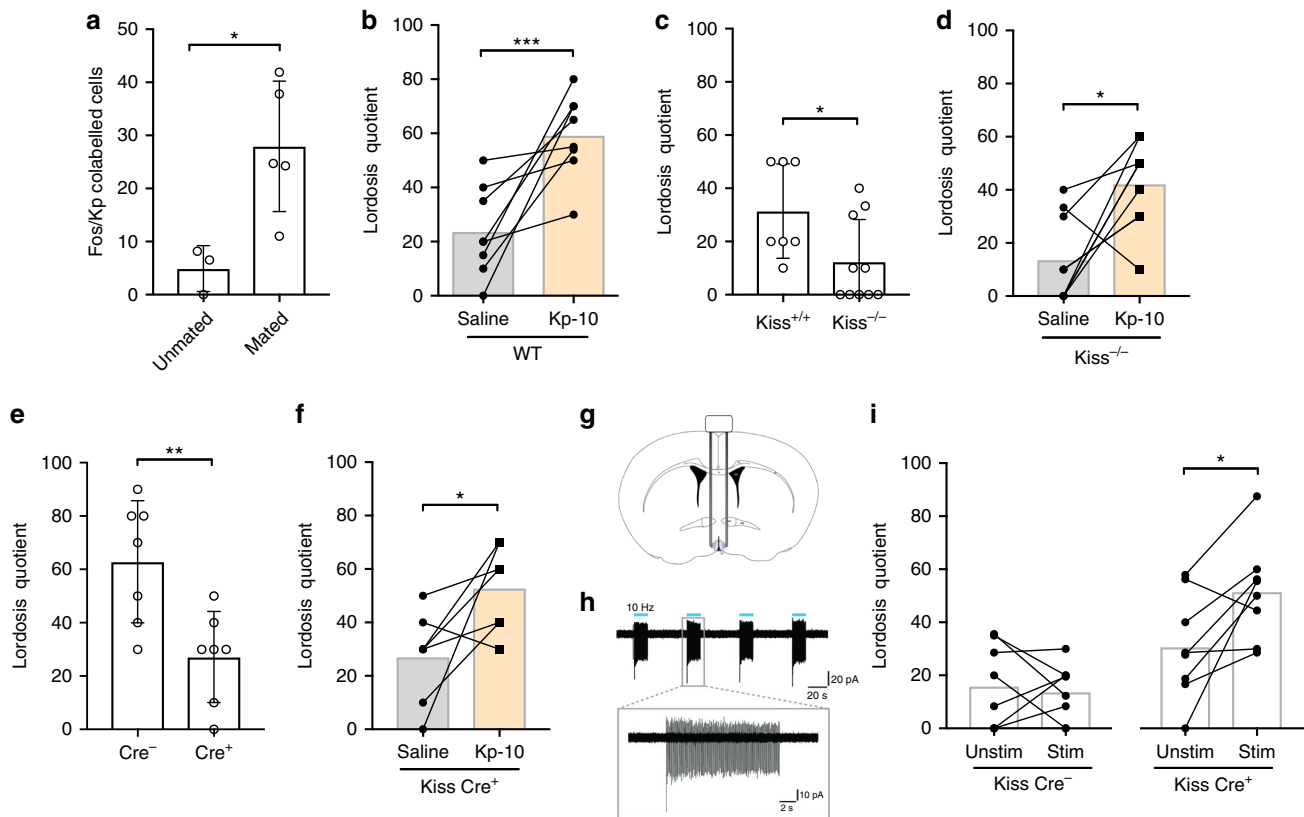 a
Fos/Kp colabelled cells
50
40
30
20
10
0
*
Unmated
Mated
b
Lordosis quotient
100
80
60
40
20
0
***
Saline
Kp-10
WT
c
Lordosis quotient
100
80
60
40
20
0
*
Kiss+/+
Kiss–/–
d
Lordosis quotient
100
80
60
40
20
0
*
Saline
Kp-10
Kiss–/–
e
Lordosis quotient
100
80
60
40
20
0
**
Cre–
Cre+
f
Lordosis quotient
100
80
60
40
20
0
*
Saline
Kp-10
Kiss Cre+
g
h
10 Hz
20 pA
20 s
10 pA
2 s
i
Lordosis quotient
100
80
60
40
20
0
Unstim
Stim
Kiss Cre–
*
Unstim
Stim
Kiss Cre+